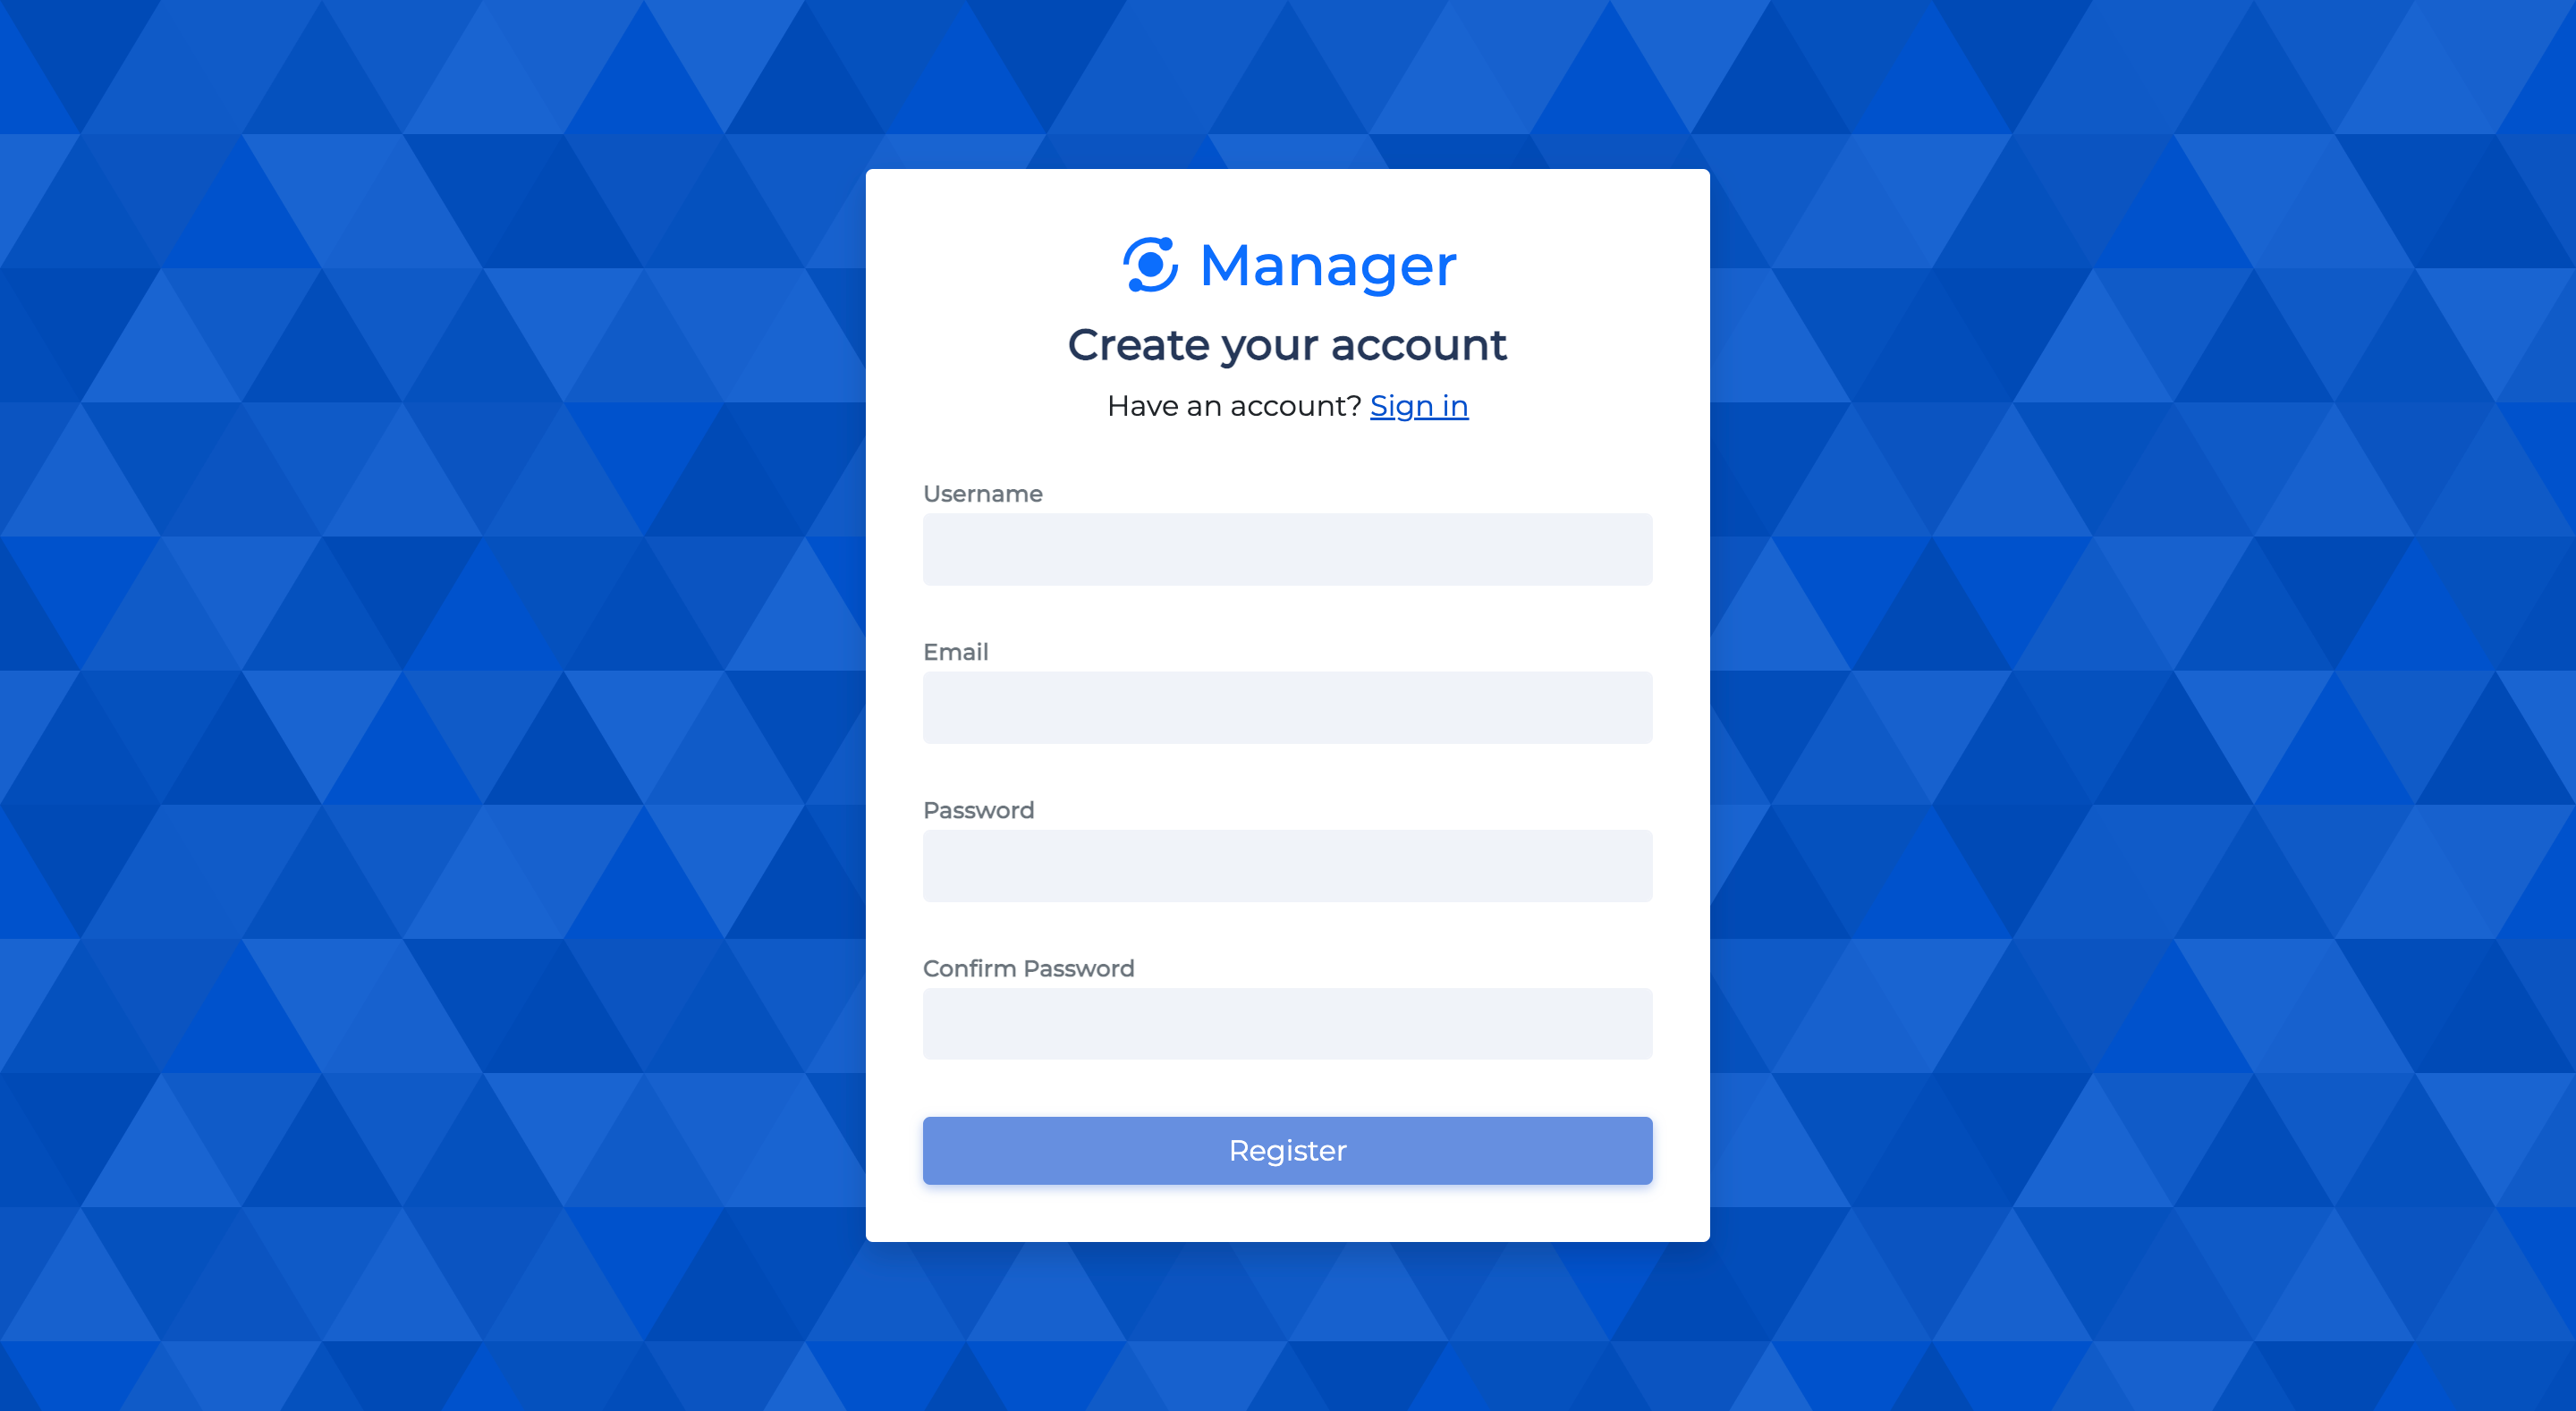 Manager
Create your account
Have an account? Sign in
Username
Email
Password
Confirm Password
Register